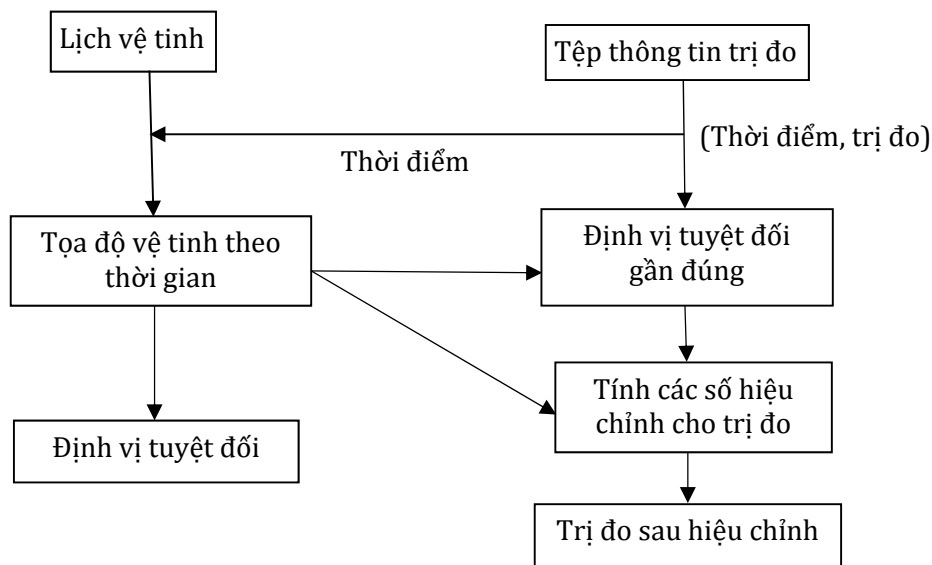 Lịch vệ tinh
Tệp thông tin trị đo
(Thời điểm, trị đo)
Thời điểm
Tọa độ vệ tinh theo
thời gian
Định vị tuyệt đối
gần đúng
Tính các số hiệu
chỉnh cho trị đo
Định vị tuyệt đối
Trị đo sau hiệu chỉnh